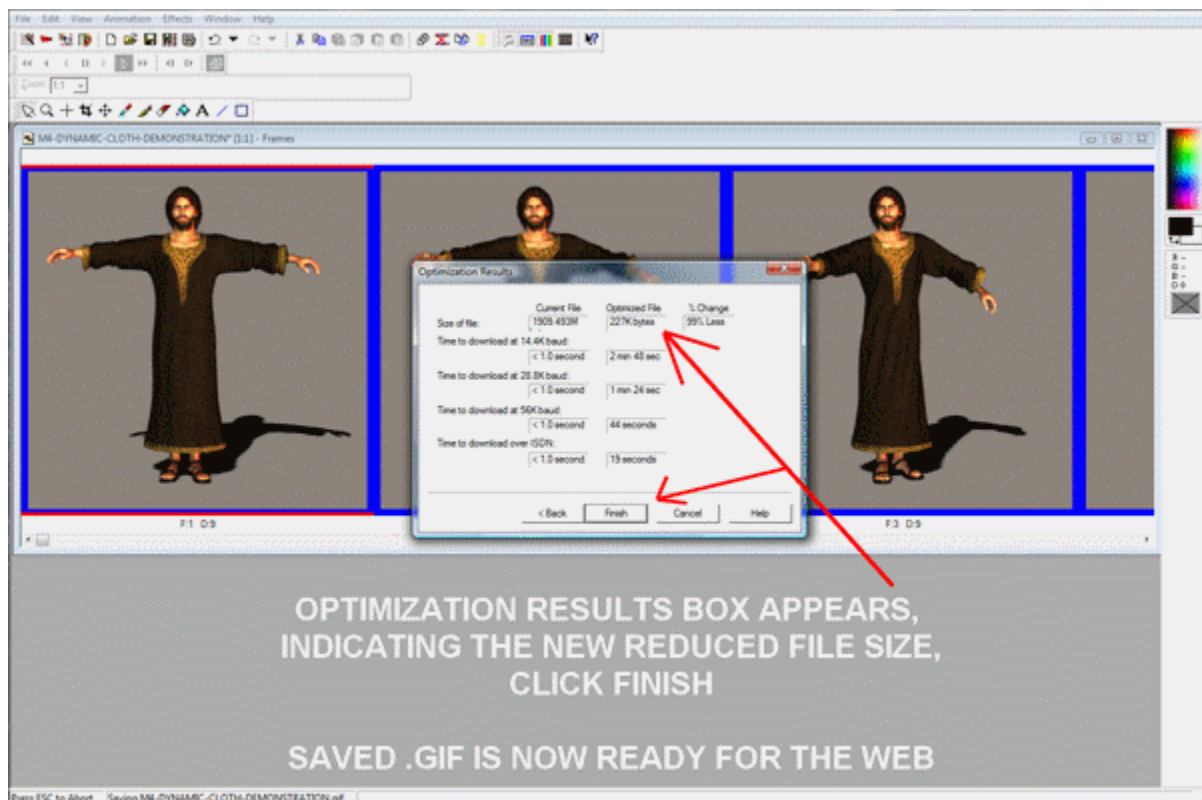 File Edit View Animation Effects Window Help
Zoom: 1:1
M4-DYNAMIC-CLOTH-DEMONSTRATION* [1:1] - Frames
Optimization Results
Current File Optimized File % Change
Size of file: 1909.493M 227K bytes 99% Less
Time to download at 14.4K baud:
< 1.0 second 2 min 48 sec
Time to download at 28.8K baud:
< 1.0 second 1 min 24 sec
Time to download at 56K baud:
< 1.0 second 44 seconds
Time to download over ISDN:
< 1.0 second 19 seconds
< Back Finish Cancel Help
F:1 D:9 F:3 D:9
OPTIMIZATION RESULTS BOX APPEARS,
INDICATING THE NEW REDUCED FILE SIZE,
CLICK FINISH
SAVED .GIF IS NOW READY FOR THE WEB
Press ESC to Abort Saving M4-DYNAMIC-CLOTH-DEMONSTRATION.gif